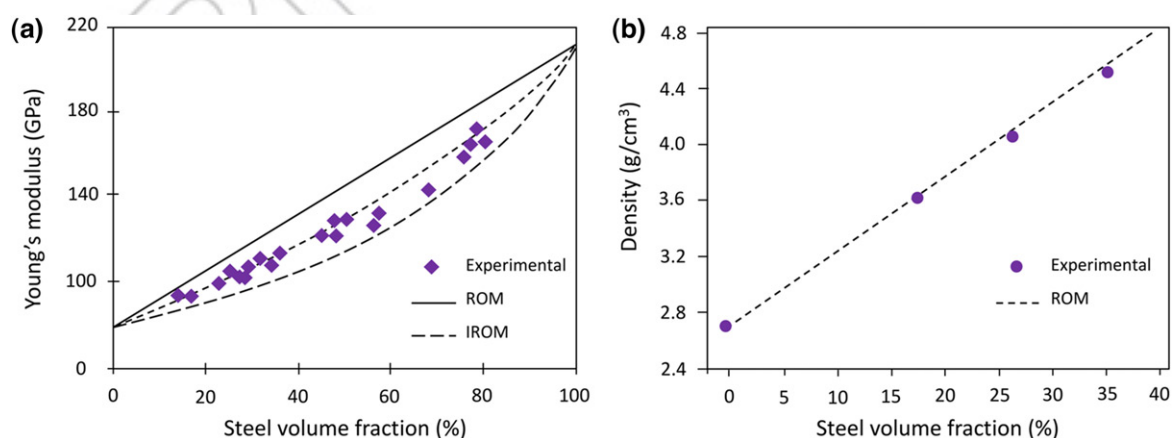 (a)
220
180
140
100
0
Young's modulus (GPa)
Experimental
ROM
IROM
0 20 40 60 80 100
Steel volume fraction (%)
(b)
4.8
4.4
4.0
3.6
3.2
2.8
2.4
Density (g/cm³)
Experimental
ROM
0 5 10 15 20 25 30 35 40
Steel volume fraction (%)